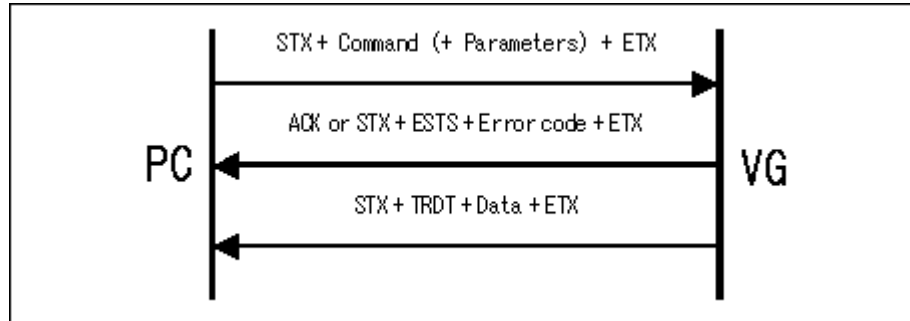 STX + Command (+ Parameters) + ETX
ACK or STX + ESTS + Error code + ETX
PC
VG
STX + TRDT + Data + ETX